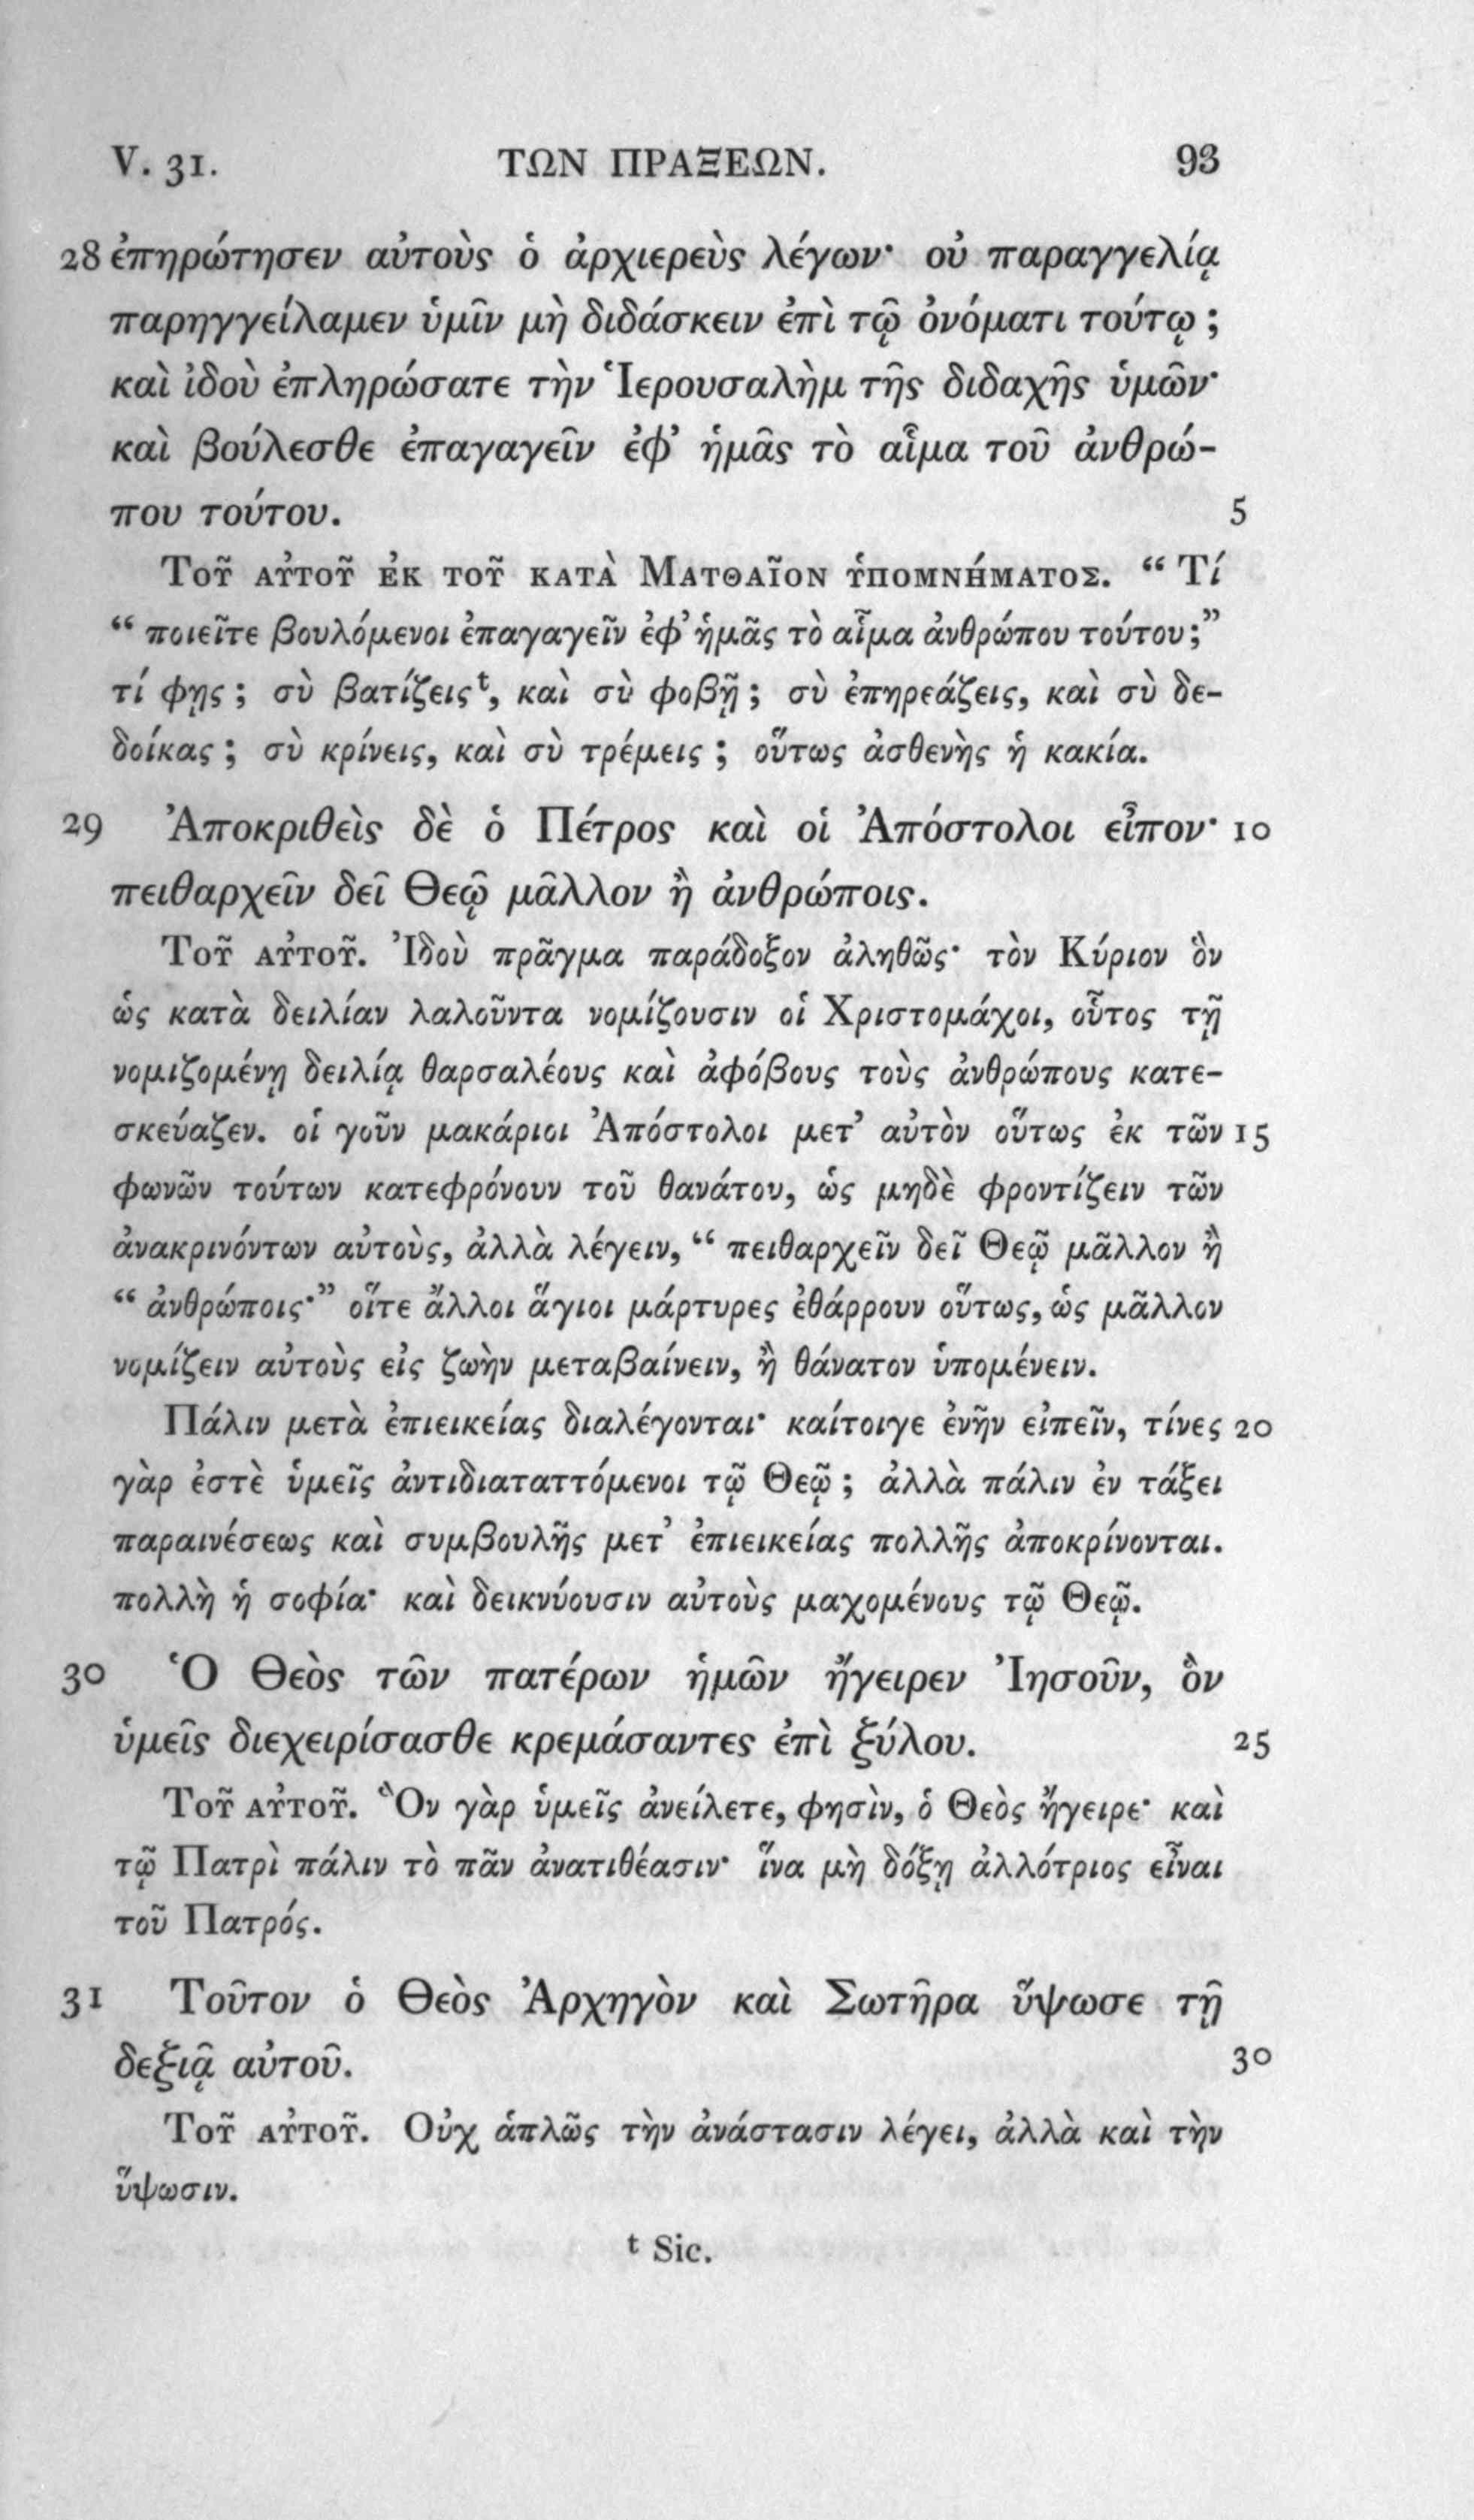 V. 31. ΤΩΝ ΠΡΑΞΕΩΝ. 93
28 ἐπηρώτησεν αὐτοὺς ὁ ἀρχιερεὺς λέγων· οὐ παραγγελίᾳ
παρηγγείλαμεν ὑμῖν μὴ διδάσκειν ἐπὶ τῷ ὀνόματι τούτῳ;
καὶ ἰδοὺ ἐπληρώσατε τὴν Ἱερουσαλὴμ τῆς διδαχῆς ὑμῶν·
καὶ βούλεσθε ἐπαγαγεῖν ἐφ’ ἡμᾶς τὸ αἷμα τοῦ ἀνθρώ-
που τούτου. 5
Τοῦ αὐτοῦ ἐκ τοῦ κατὰ Ματθαῖον ὑπομνήματος. “ Τί
“ ποιεῖτε βουλόμενοι ἐπαγαγεῖν ἐφ’ ἡμᾶς τὸ αἷμα ἀνθρώπου τούτου;”
τί φῃς; σὺ βατίζεις<sup>t</sup>, καὶ σὺ φοβῇ; σὺ ἐπηρεάζεις, καὶ σὺ δε-
δοίκας; σὺ κρίνεις, καὶ σὺ τρέμεις; οὕτως ἀσθενὴς ἡ κακία.
29 Ἀποκριθεὶς δὲ ὁ Πέτρος καὶ οἱ Ἀπόστολοι εἶπον· 10
πειθαρχεῖν δεῖ Θεῷ μᾶλλον ἢ ἀνθρώποις.
Τοῦ αὐτοῦ. Ἰδοὺ πρᾶγμα παράδοξον ἀληθῶς· τὸν Κύριον ὃν
ὡς κατὰ δειλίαν λαλοῦντα νομίζουσιν οἱ Χριστομάχοι, οὗτος τῇ
νομιζομένῃ δειλίᾳ θαρσαλέους καὶ ἀφόβους τοὺς ἀνθρώπους κατε-
σκεύαζεν. οἱ γοῦν μακάριοι Ἀπόστολοι μετ’ αὐτὸν οὕτως ἐκ τῶν 15
φωνῶν τούτων κατεφρόνουν τοῦ θανάτου, ὡς μηδὲ φροντίζειν τῶν
ἀνακρινόντων αὐτοὺς, ἀλλὰ λέγειν, “ πειθαρχεῖν δεῖ Θεῷ μᾶλλον ἢ
“ ἀνθρώποις·” οἵτε ἄλλοι ἅγιοι μάρτυρες ἐθάρρουν οὕτως, ὡς μᾶλλον
νομίζειν αὐτοὺς εἰς ζωὴν μεταβαίνειν, ἢ θάνατον ὑπομένειν.
Πάλιν μετὰ ἐπιεικείας διαλέγονται· καίτοιγε ἐνῆν εἰπεῖν, τίνες 20
γὰρ ἐστὲ ὑμεῖς ἀντιδιαταττόμενοι τῷ Θεῷ; ἀλλὰ πάλιν ἐν τάξει
παραινέσεως καὶ συμβουλῆς μετ’ ἐπιεικείας πολλῆς ἀποκρίνονται.
πολλὴ ἡ σοφία· καὶ δεικνύουσιν αὐτοὺς μαχομένους τῷ Θεῷ.
30 Ὁ Θεὸς τῶν πατέρων ἡμῶν ἤγειρεν Ἰησοῦν, ὃν
ὑμεῖς διεχειρίσασθε κρεμάσαντες ἐπὶ ξύλου. 25
Τοῦ αὐτοῦ. Ὃν γὰρ ὑμεῖς ἀνείλετε, φησὶν, ὁ Θεὸς ἤγειρε· καὶ
τῷ Πατρὶ πάλιν τὸ πᾶν ἀνατιθέασιν· ἵνα μὴ δόξῃ ἀλλότριος εἶναι
τοῦ Πατρός.
31 Τοῦτον ὁ Θεὸς Ἀρχηγὸν καὶ Σωτῆρα ὕψωσε τῇ
δεξιᾷ αὐτοῦ. 30
Τοῦ αὐτοῦ. Οὐχ ἁπλῶς τὴν ἀνάστασιν λέγει, ἀλλὰ καὶ τὴν
ὕψωσιν.
t Sic.